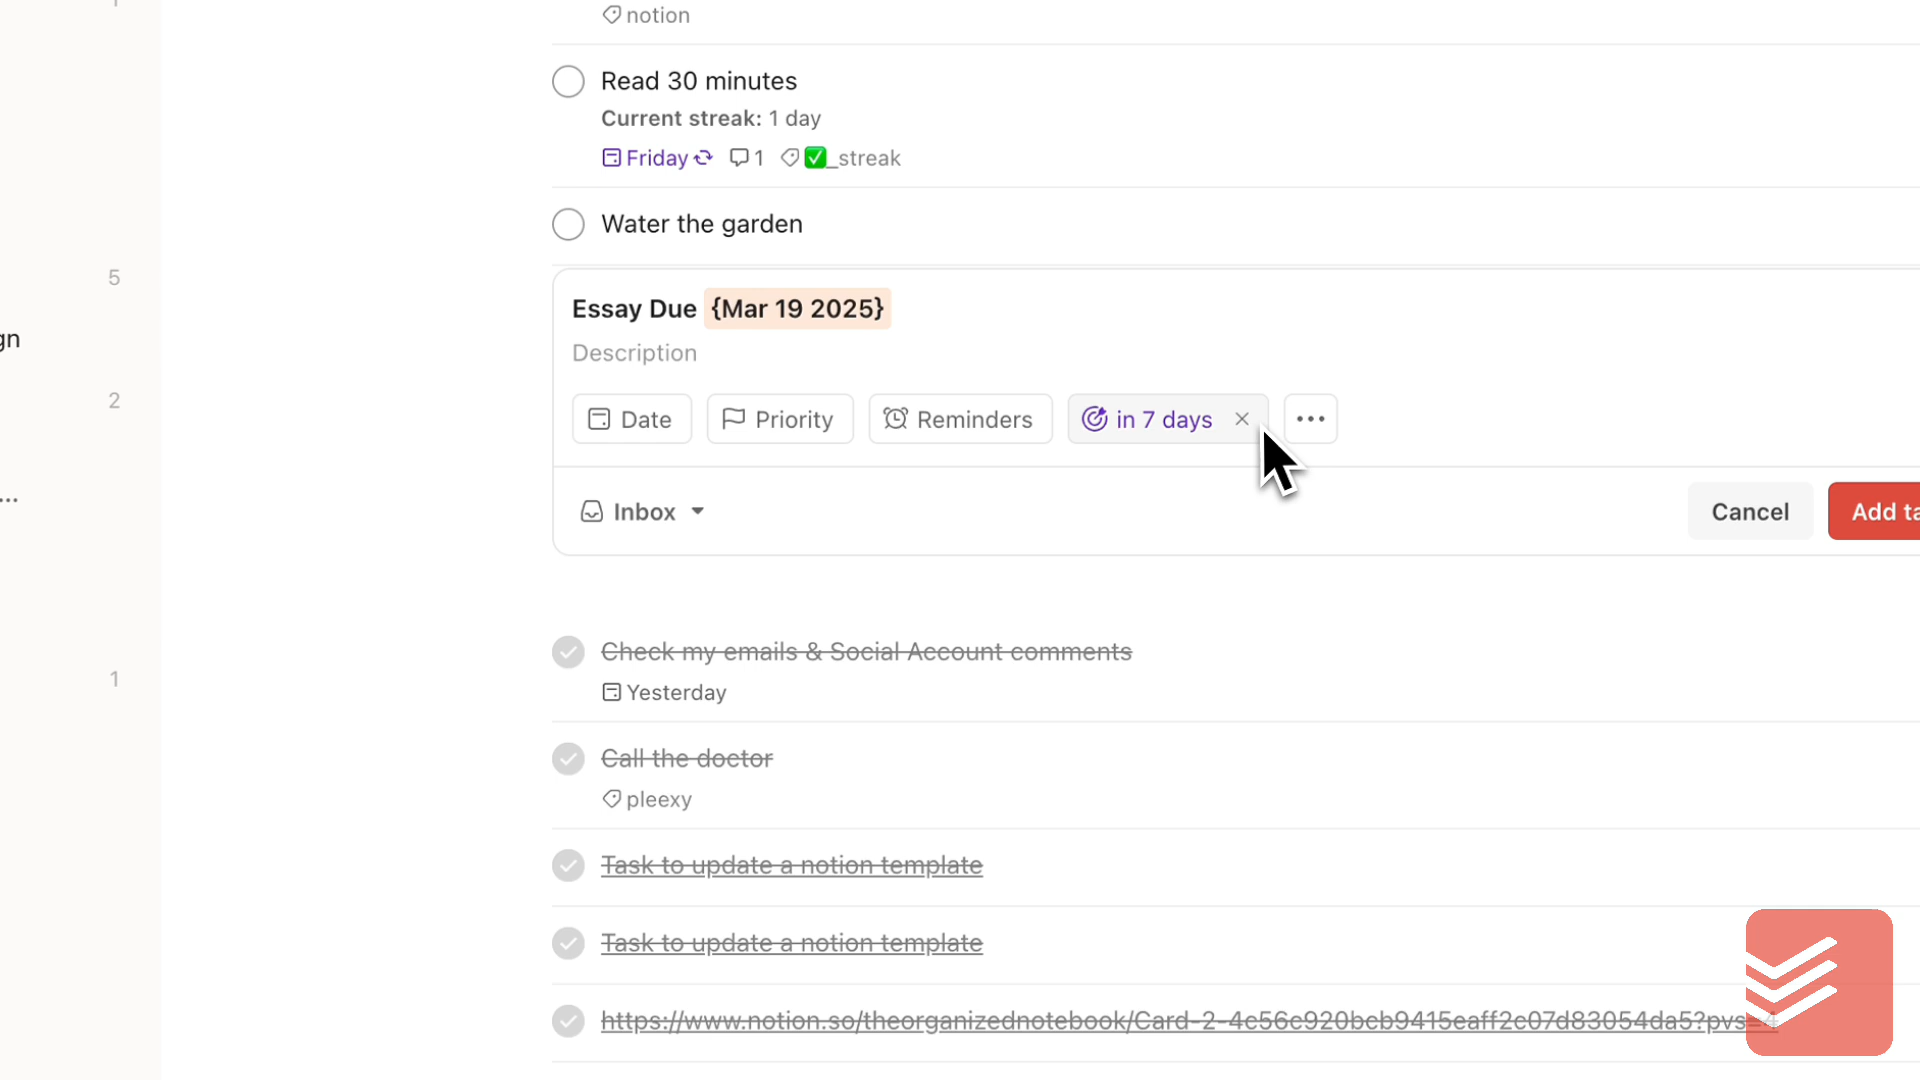 notion
Read 30 minutes
Current streak: 1 day
Friday 1 ✅_streak
Water the garden
5
Essay Due {Mar 19 2025}
gn
Description
2
Date Priority Reminders in 7 days
...
Inbox Cancel Add ta
Check my emails & Social Account comments
1
Yesterday
Call the doctor
pleexy
Task to update a notion template
Task to update a notion template
https://www.notion.so/theorganizednotebook/Card-2-4c56c920bcb9415eaff2c07d83054da5?pvs=4